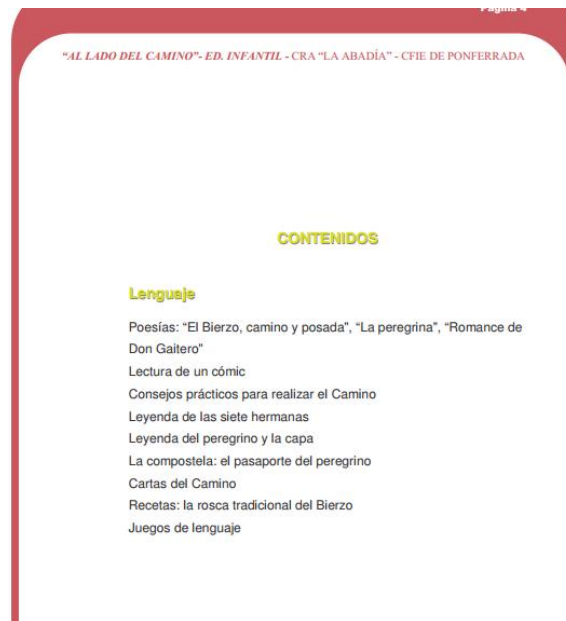 Página 4
“AL LADO DEL CAMINO”- ED. INFANTIL - CRA “LA ABADÍA” - CFIE DE PONFERRADA
CONTENIDOS
Lenguaje
Poesías: “El Bierzo, camino y posada”, “La peregrina”, “Romance de
Don Gaitero”
Lectura de un cómic
Consejos prácticos para realizar el Camino
Leyenda de las siete hermanas
Leyenda del peregrino y la capa
La compostela: el pasaporte del peregrino
Cartas del Camino
Recetas: la rosca tradicional del Bierzo
Juegos de lenguaje